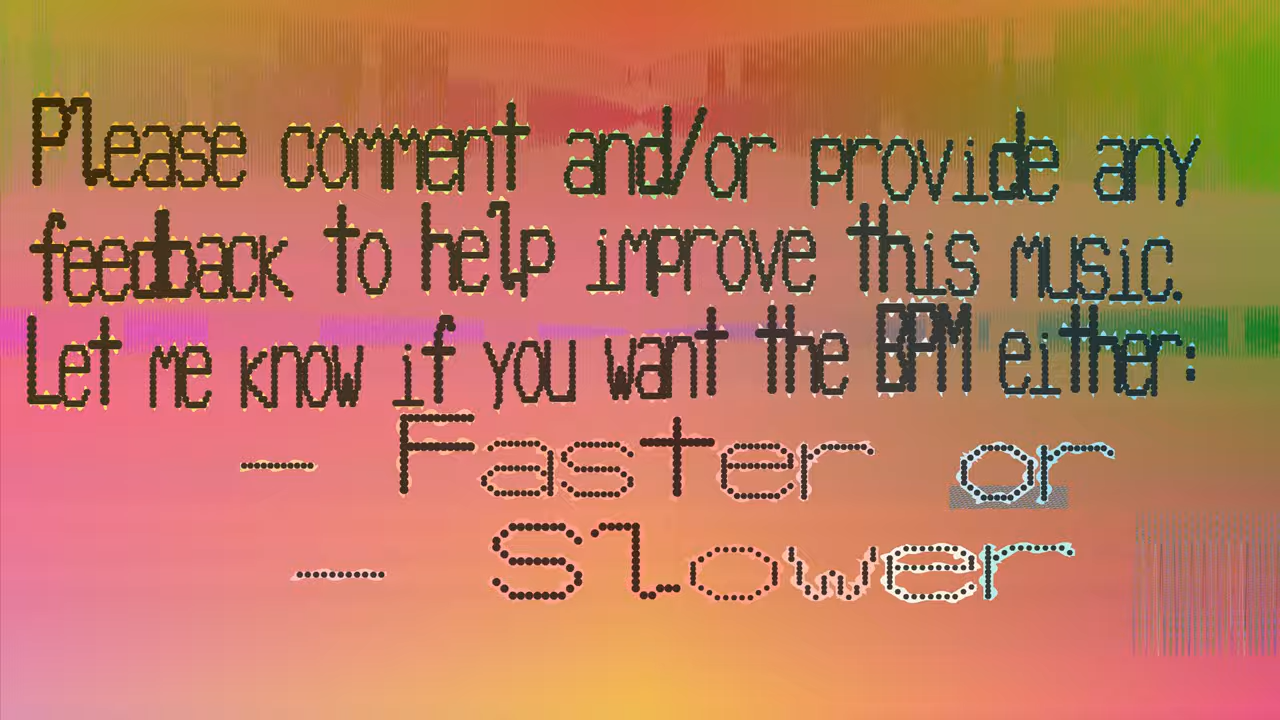 Please comment and/or provide any
feedback to help improve this music.
Let me know if you want the BPM either:
- Faster or
- Slower